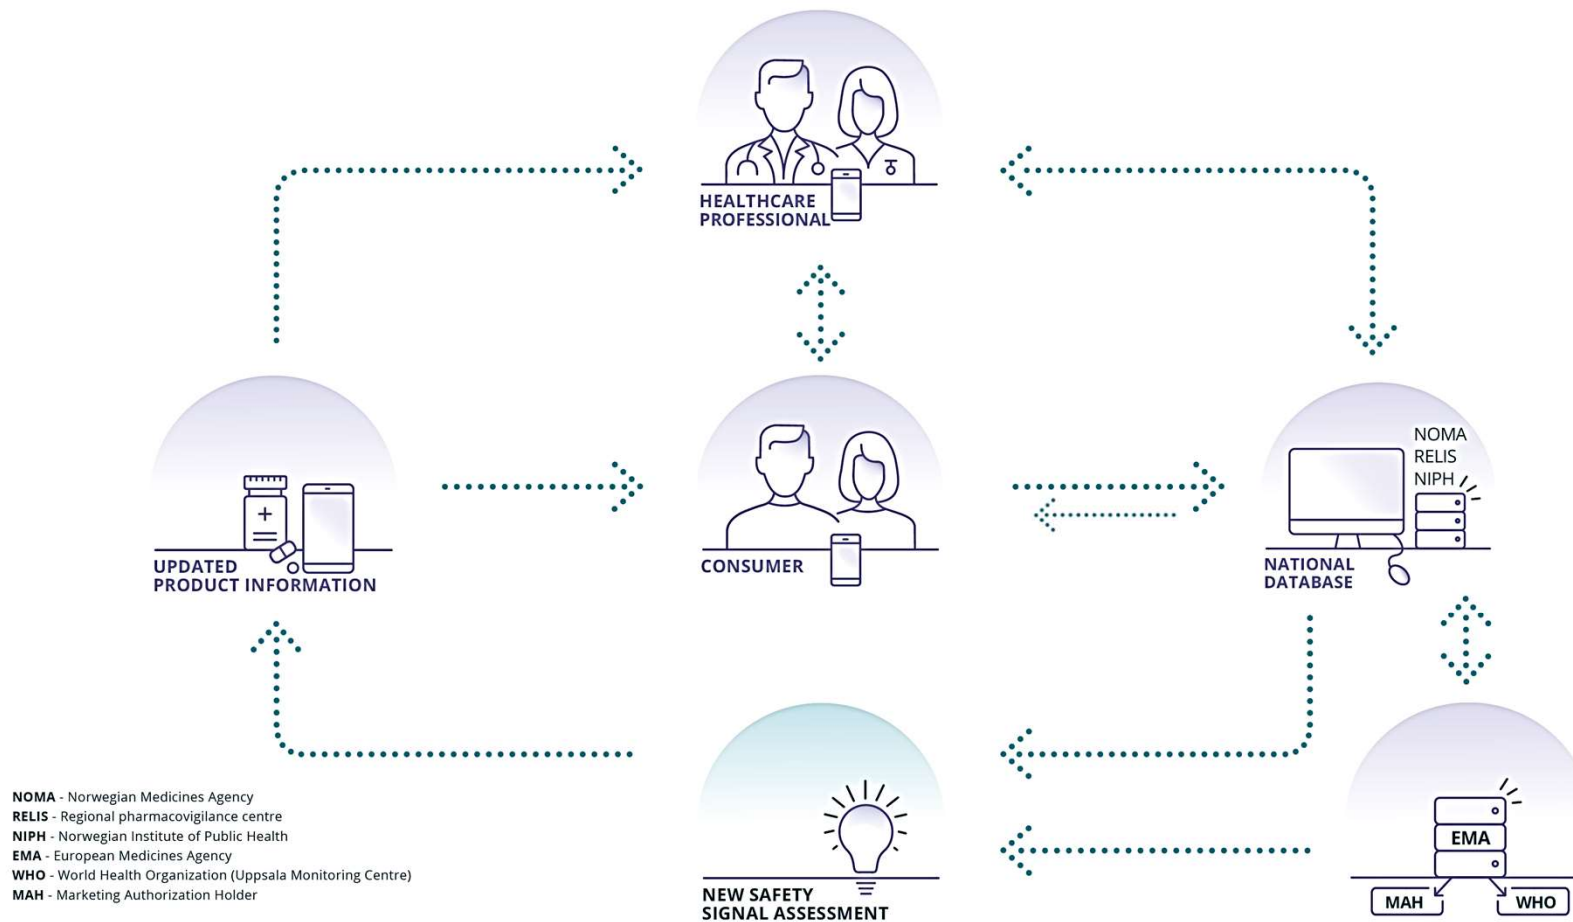 HEALTHCARE
PROFESSIONAL
UPDATED
PRODUCT INFORMATION
CONSUMER
NOMA
RELIS
NIPH
NATIONAL
DATABASE
NEW SAFETY
SIGNAL ASSESSMENT
EMA
MAH
WHO
NOMA - Norwegian Medicines Agency
RELIS - Regional pharmacovigilance centre
NIPH - Norwegian Institute of Public Health
EMA - European Medicines Agency
WHO - World Health Organization (Uppsala Monitoring Centre)
MAH - Marketing Authorization Holder